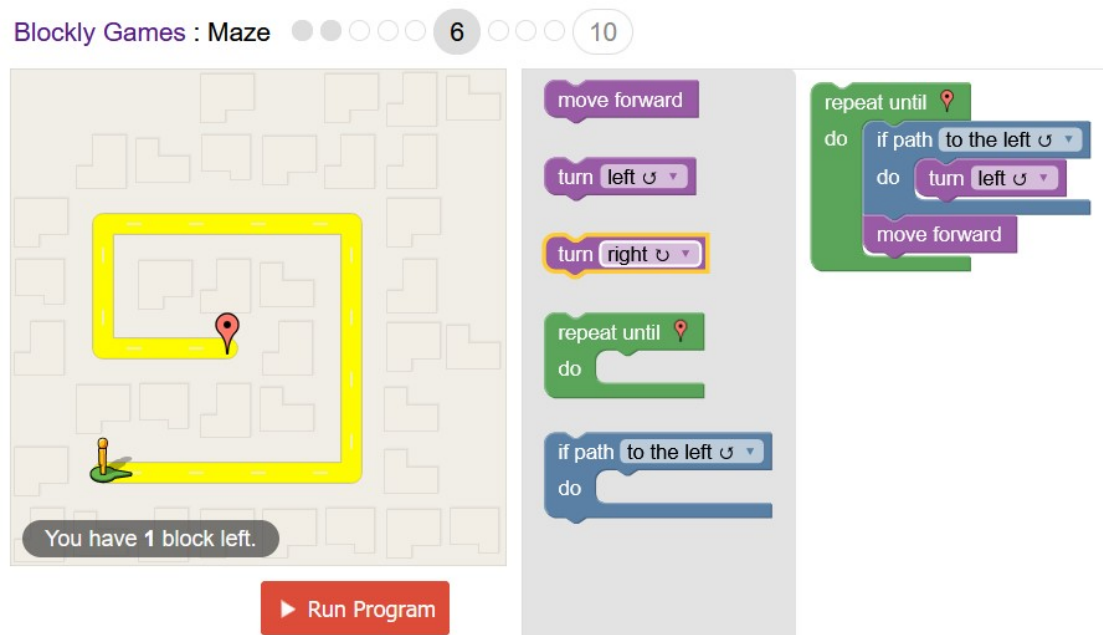 Blockly Games : Maze 6 10
move forward
turn left ↺ ▼
turn right ↻ ▼
repeat until
do
if path to the left ↺ ▼
do
repeat until
do if path to the left ↺ ▼
do turn left ↺ ▼
move forward
You have 1 block left.
Run Program